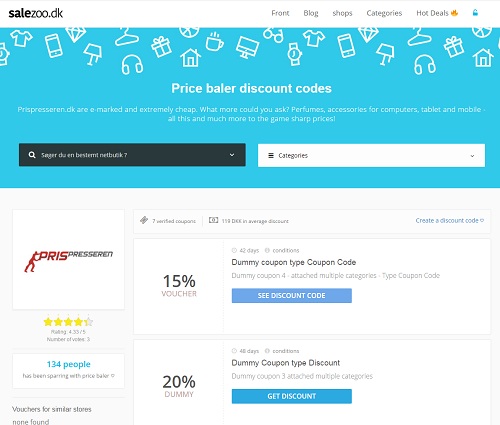 salezoo.dk
Front Blog shops Categories Hot Deals
Price baler discount codes
Prispresseren.dk are e-marked and extremely cheap. What more could you ask? Perfumes, accessories for computers, tablet and mobile -
all this and much more to the game sharp prices!
Søger du en bestemt netbutik ?
Categories
7 verified coupons 119 DKK in average discount Create a discount code
PRISPRESSEREN
Rating: 4.33 / 5
Number of votes: 3
134 people
has been sparring with price baler
Vouchers for similar stores
none found
15%
VOUCHER
42 days conditions
Dummy coupon type Coupon Code
Dummy coupon 4 - attached multiple categories - Type Coupon Code
SEE DISCOUNT CODE
20%
DUMMY
48 days conditions
Dummy Coupon type Discount
Dummy coupon 3 attached multiple categories
GET DISCOUNT